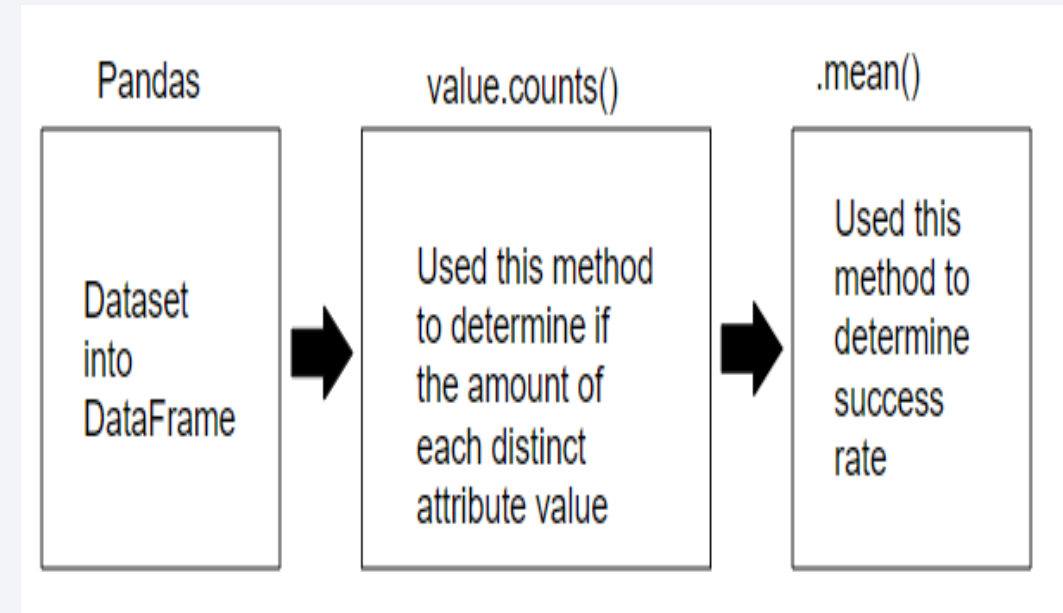 Pandas
Dataset
into
DataFrame
value.counts()
Used this method
to determine if
the amount of
each distinct
attribute value
.mean()
Used this
method to
determine
success
rate